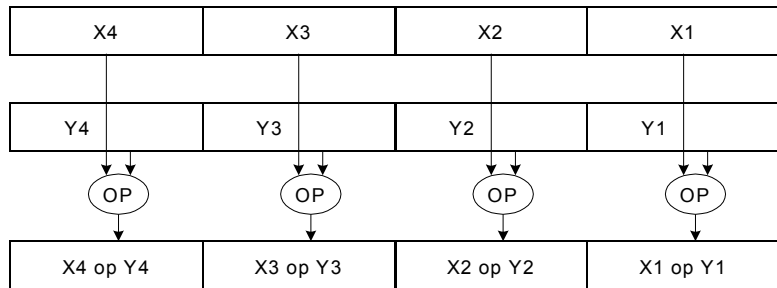 X4 X3 X2 X1
Y4 Y3 Y2 Y1
OP OP OP OP
X4 op Y4 X3 op Y3 X2 op Y2 X1 op Y1